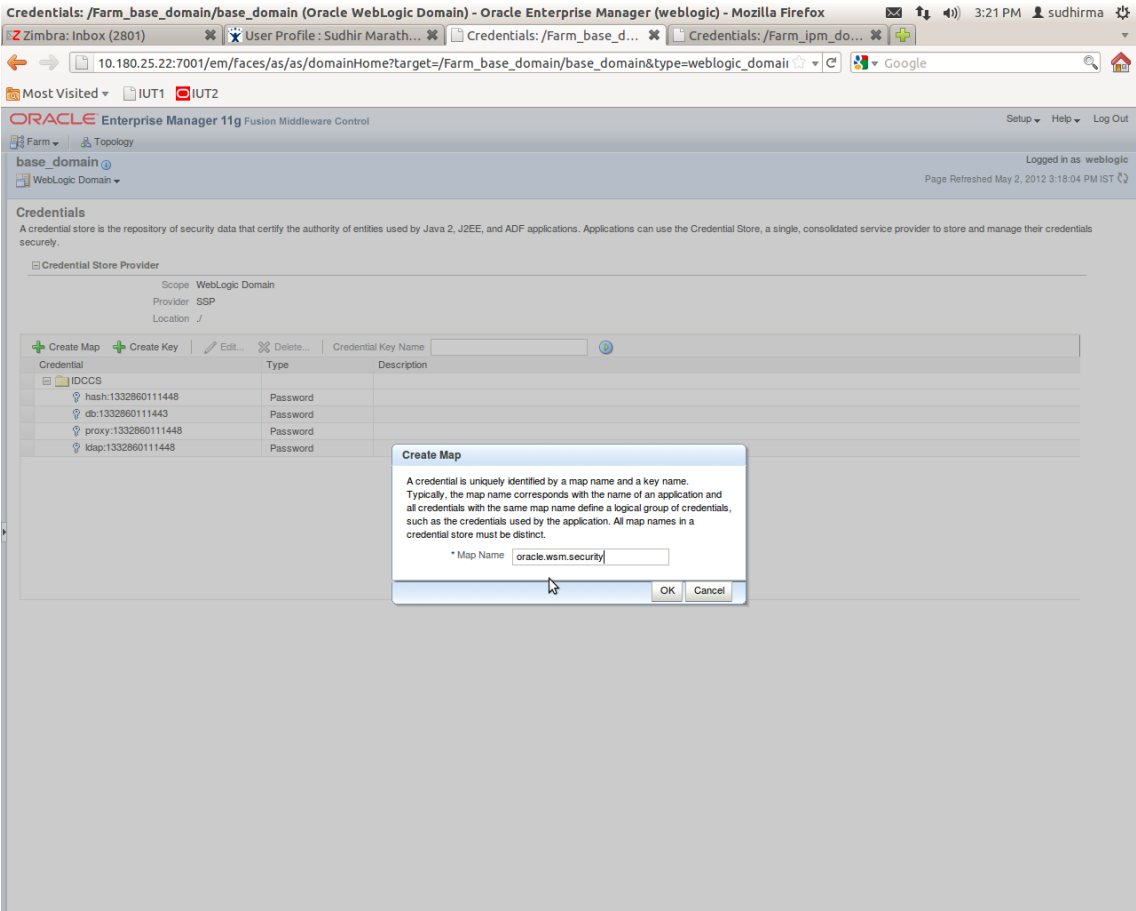 Credentials: /Farm_base_domain/base_domain (Oracle WebLogic Domain) - Oracle Enterprise Manager (weblogic) - Mozilla Firefox 3:21 PM sudhirma
Zimbra: Inbox (2801) User Profile : Sudhir Marath... Credentials: /Farm_base_d... Credentials: /Farm_ipm_do...
10.180.25.22:7001/em/faces/as/as/domainHome?target=/Farm_base_domain/base_domain&type=weblogic_domai Google
Most Visited IUT1 IUT2
ORACLE Enterprise Manager 11g Fusion Middleware Control Setup Help Log Out
Farm Topology
base_domain Logged in as weblogic
WebLogic Domain Page Refreshed May 2, 2012 3:18:04 PM IST
Credentials
A credential store is the repository of security data that certify the authority of entities used by Java 2, J2EE, and ADF applications. Applications can use the Credential Store, a single, consolidated service provider to store and manage their credentials
securely.
Credential Store Provider
Scope WebLogic Domain
Provider SSP
Location ./
Create Map Create Key Edit... Delete... Credential Key Name
Credential Type Description
IDCCS
hash:1332860111448 Password
db:1332860111443 Password
proxy:1332860111448 Password
ldap:1332860111448 Password
Create Map
A credential is uniquely identified by a map name and a key name.
Typically, the map name corresponds with the name of an application and
all credentials with the same map name define a logical group of credentials,
such as the credentials used by the application. All map names in a
credential store must be distinct.
* Map Name oracle.wsm.security
OK Cancel